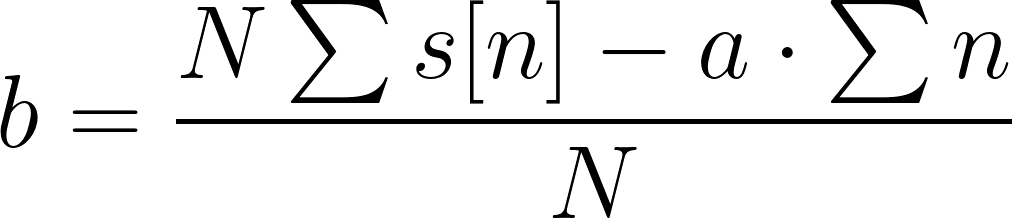 b = \frac{N \sum s[n] - a \cdot \sum n}{N}